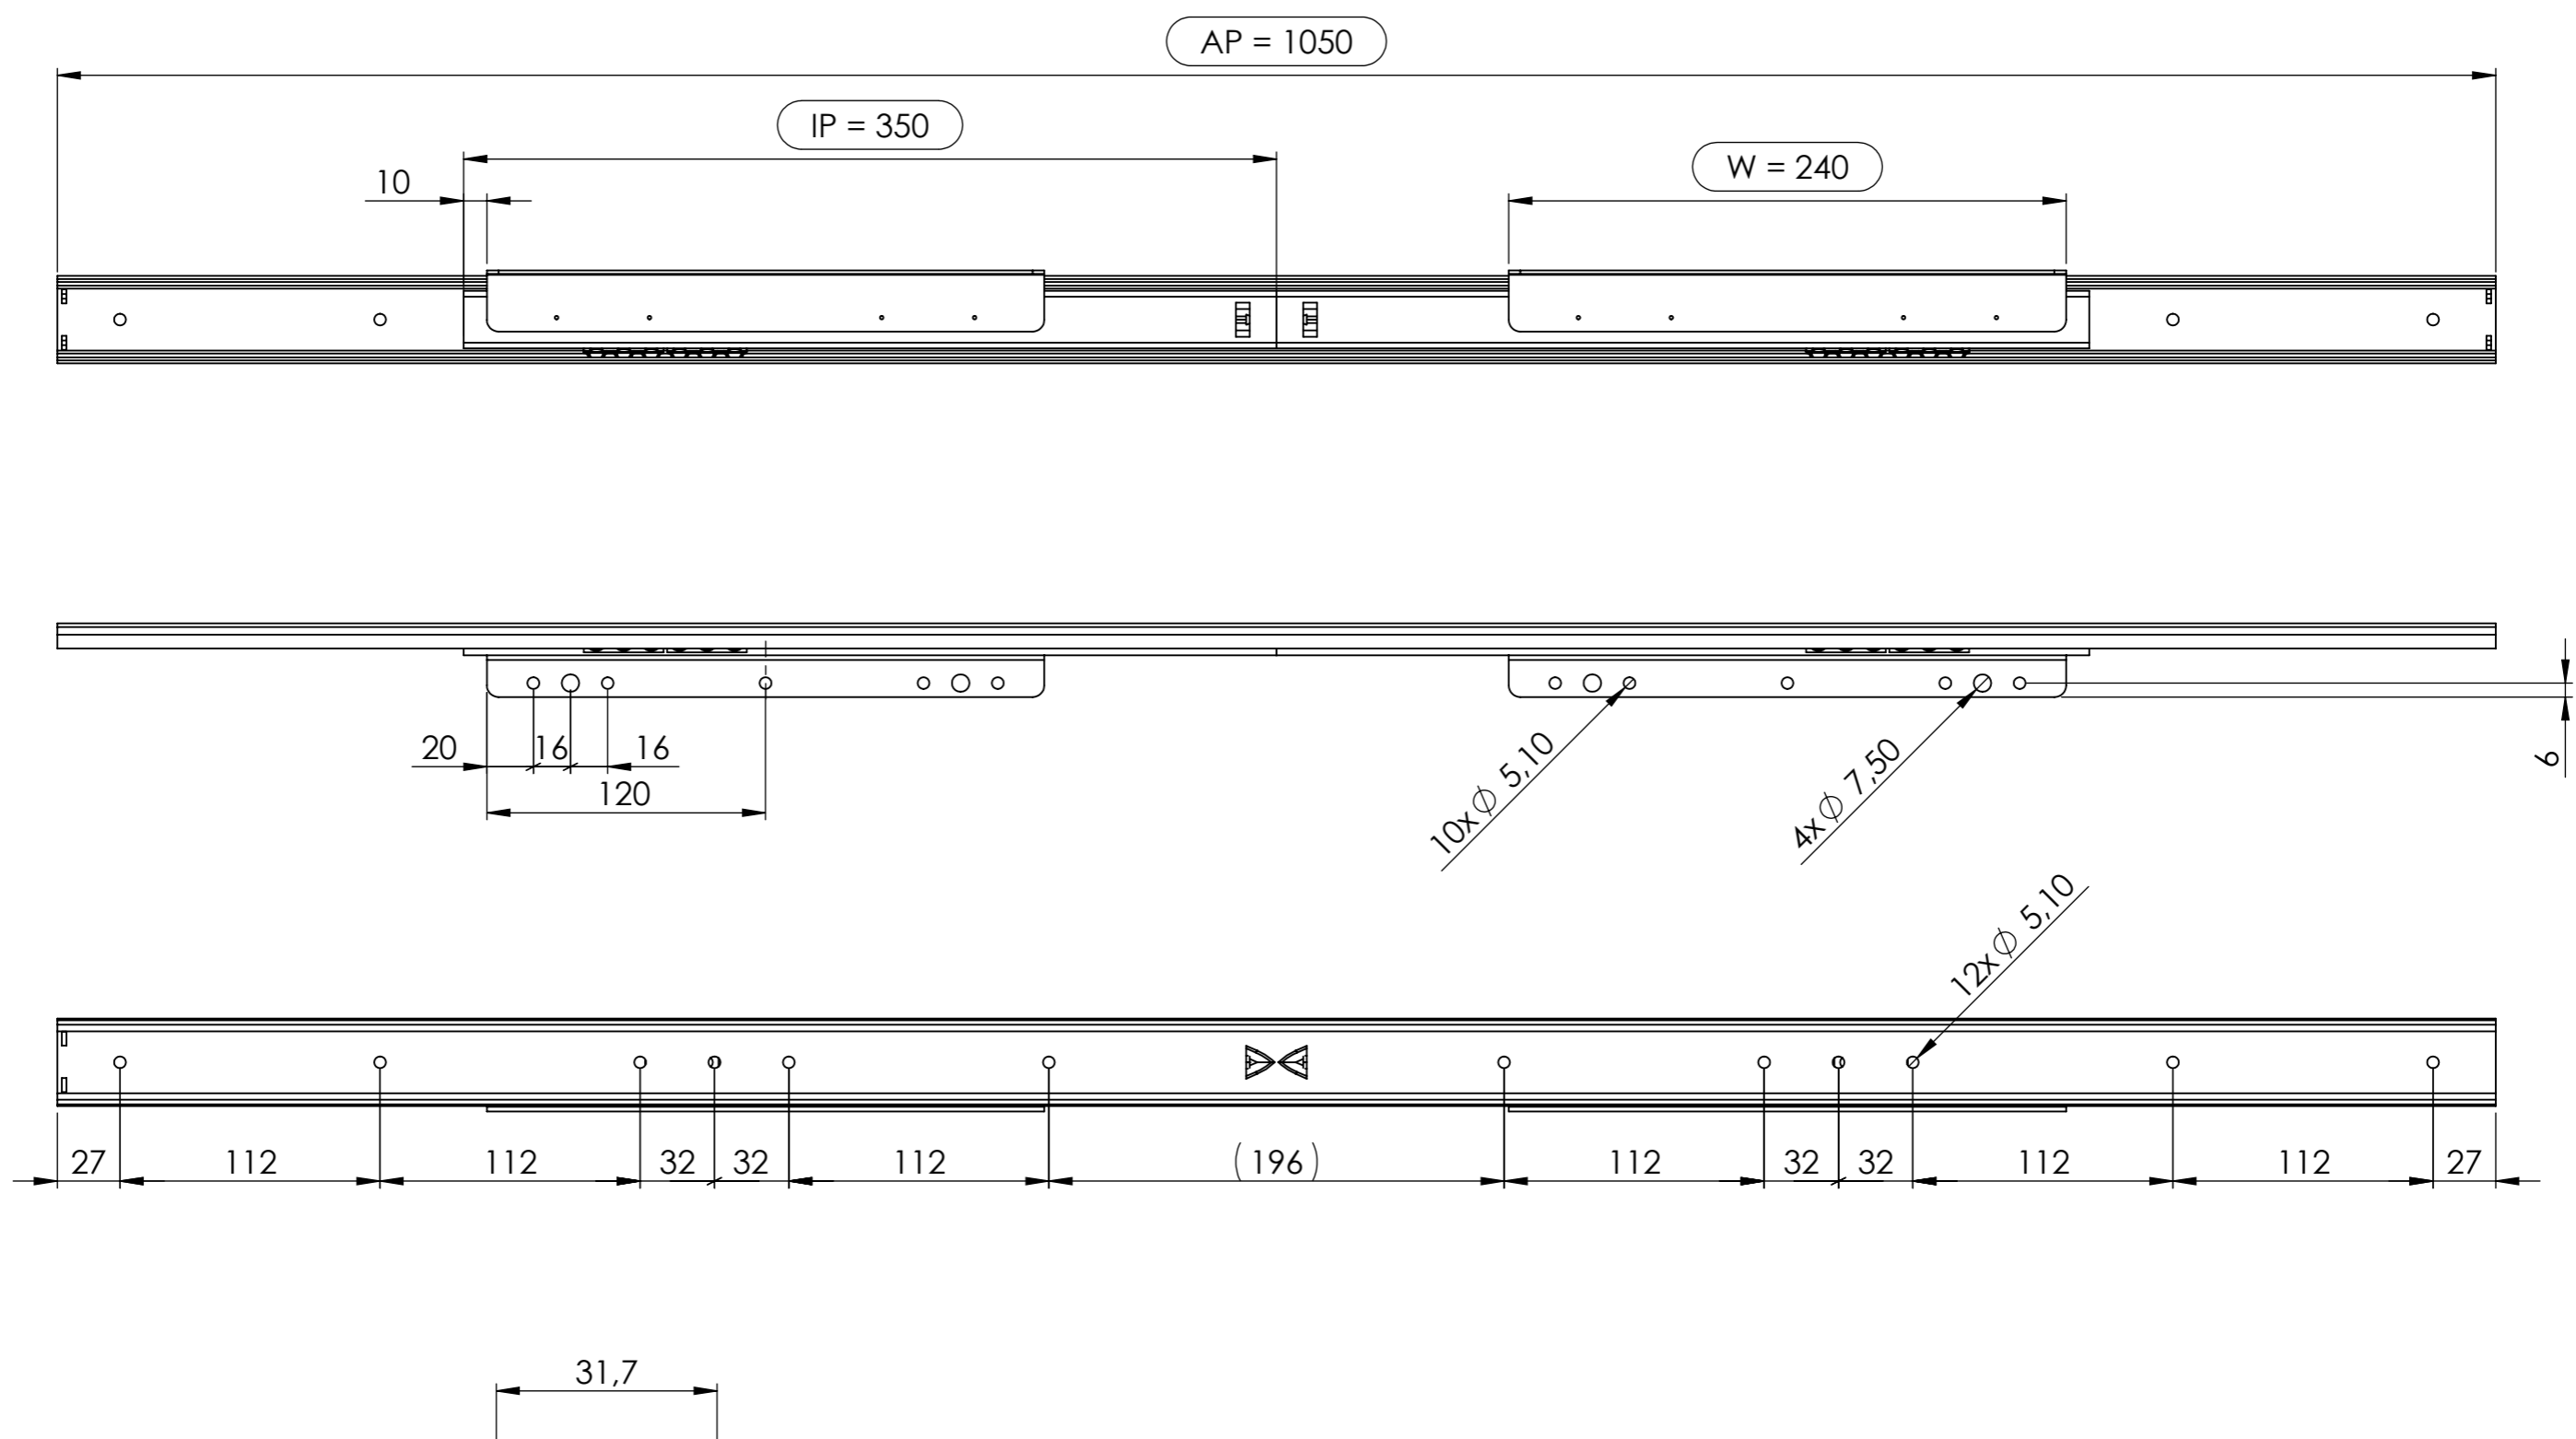 AP = 1050
IP = 350
W = 240
10
20 16 16
120
10x⌀ 5,10
4x⌀ 7,50
6
12x⌀ 5,10
27 112 112 32 32 112 (196) 112 32 32 112 112 27
31,7